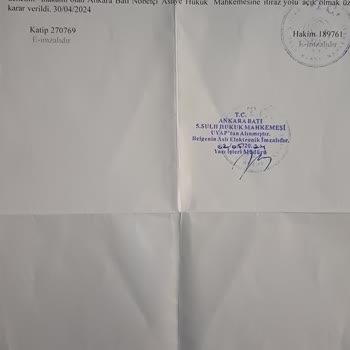 olan Ankara Batı Nöbetçi Asliye Hukuk Mahkemesine itiraz yolu açık olmak üz
karar verildi. 30/04/2024
Katip 270769
E-imzalıdır
Hakim 189761
E-imzalıdır
T.C.
ANKARA BATI
5.SULH HUKUK MAHKEMESİ
UYAP'tan Alınmıştır.
Belgenin Aslı Elektronik İmzalıdır.
02/05/2024
Yazı İşleri Müdürü